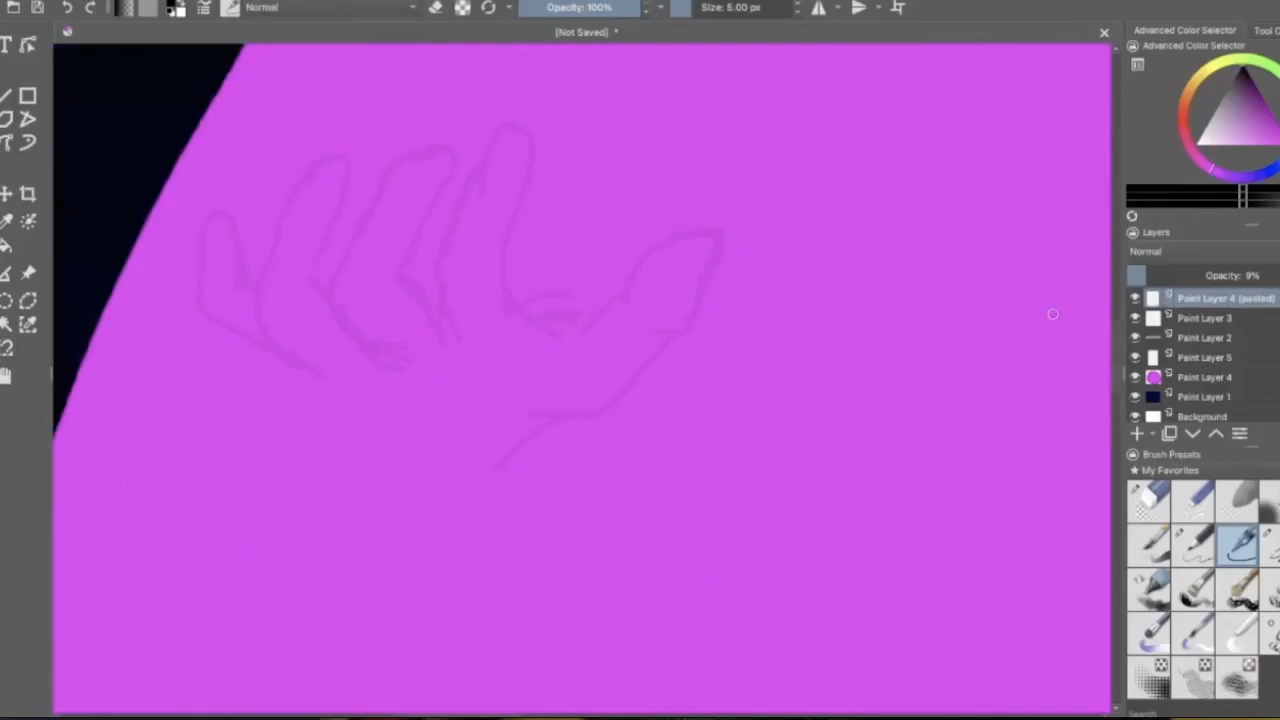 Normal
Opacity: 100%
Size: 5.00 px
[Not Saved] *
Advanced Color Selector
Tool
Advanced Color Selector
Layers
Normal
Opacity: 9%
Paint Layer 4 (pasted)
Paint Layer 3
Paint Layer 2
Paint Layer 5
Paint Layer 4
Paint Layer 1
Background
Brush Presets
★ My Favorites
Search